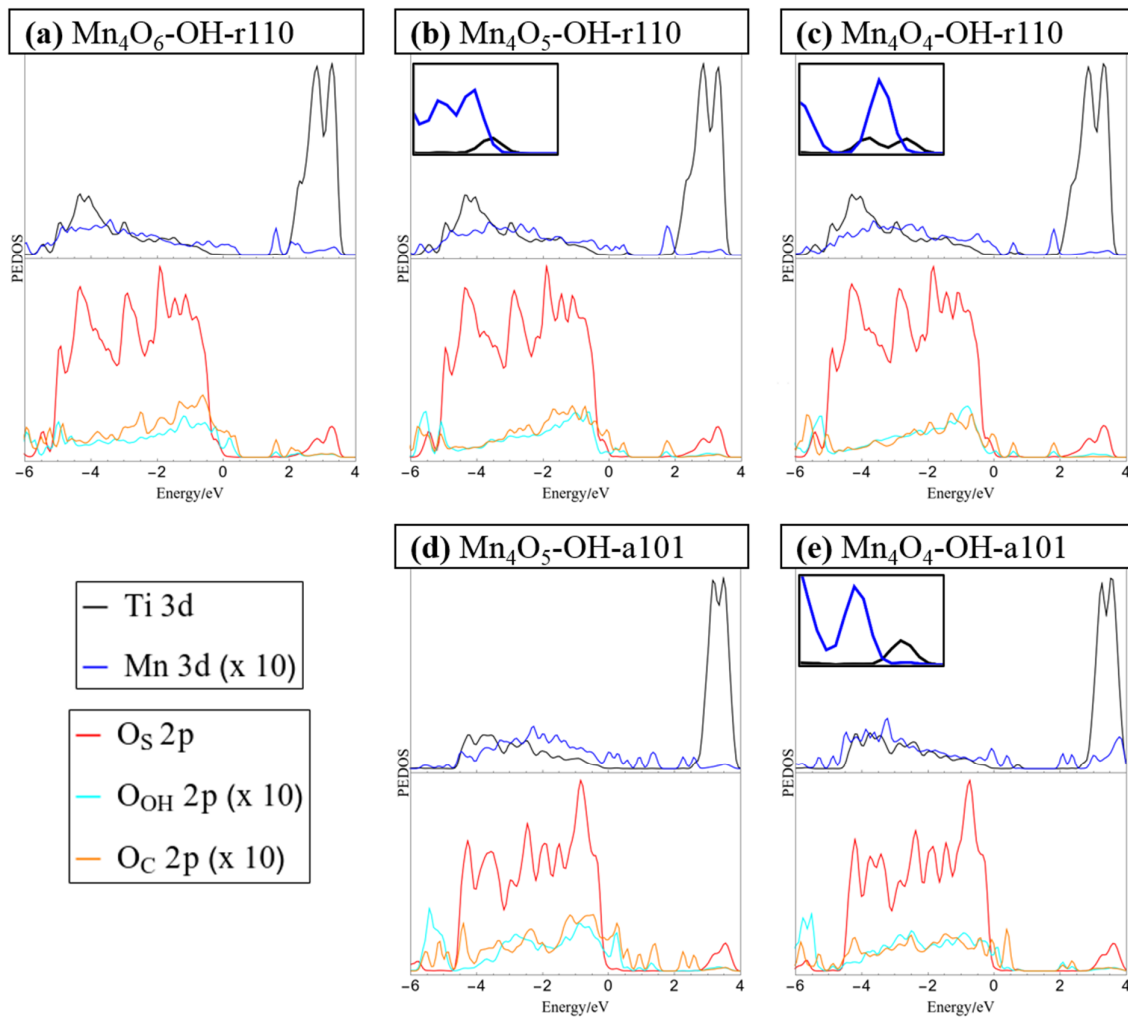 (a) Mn4O6-OH-r110
(b) Mn4O5-OH-r110
(c) Mn4O4-OH-r110
PEDOS
PEDOS
PEDOS
-6 -4 -2 0 2 4
Energy/eV
-6 -4 -2 0 2 4
Energy/eV
-6 -4 -2 0 2 4
Energy/eV
(d) Mn4O5-OH-a101
(e) Mn4O4-OH-a101
Ti 3d
Mn 3d (x 10)
OS 2p
OOH 2p (x 10)
OC 2p (x 10)
PEDOS
PEDOS
-6 -4 -2 0 2 4
Energy/eV
-6 -4 -2 0 2 4
Energy/eV